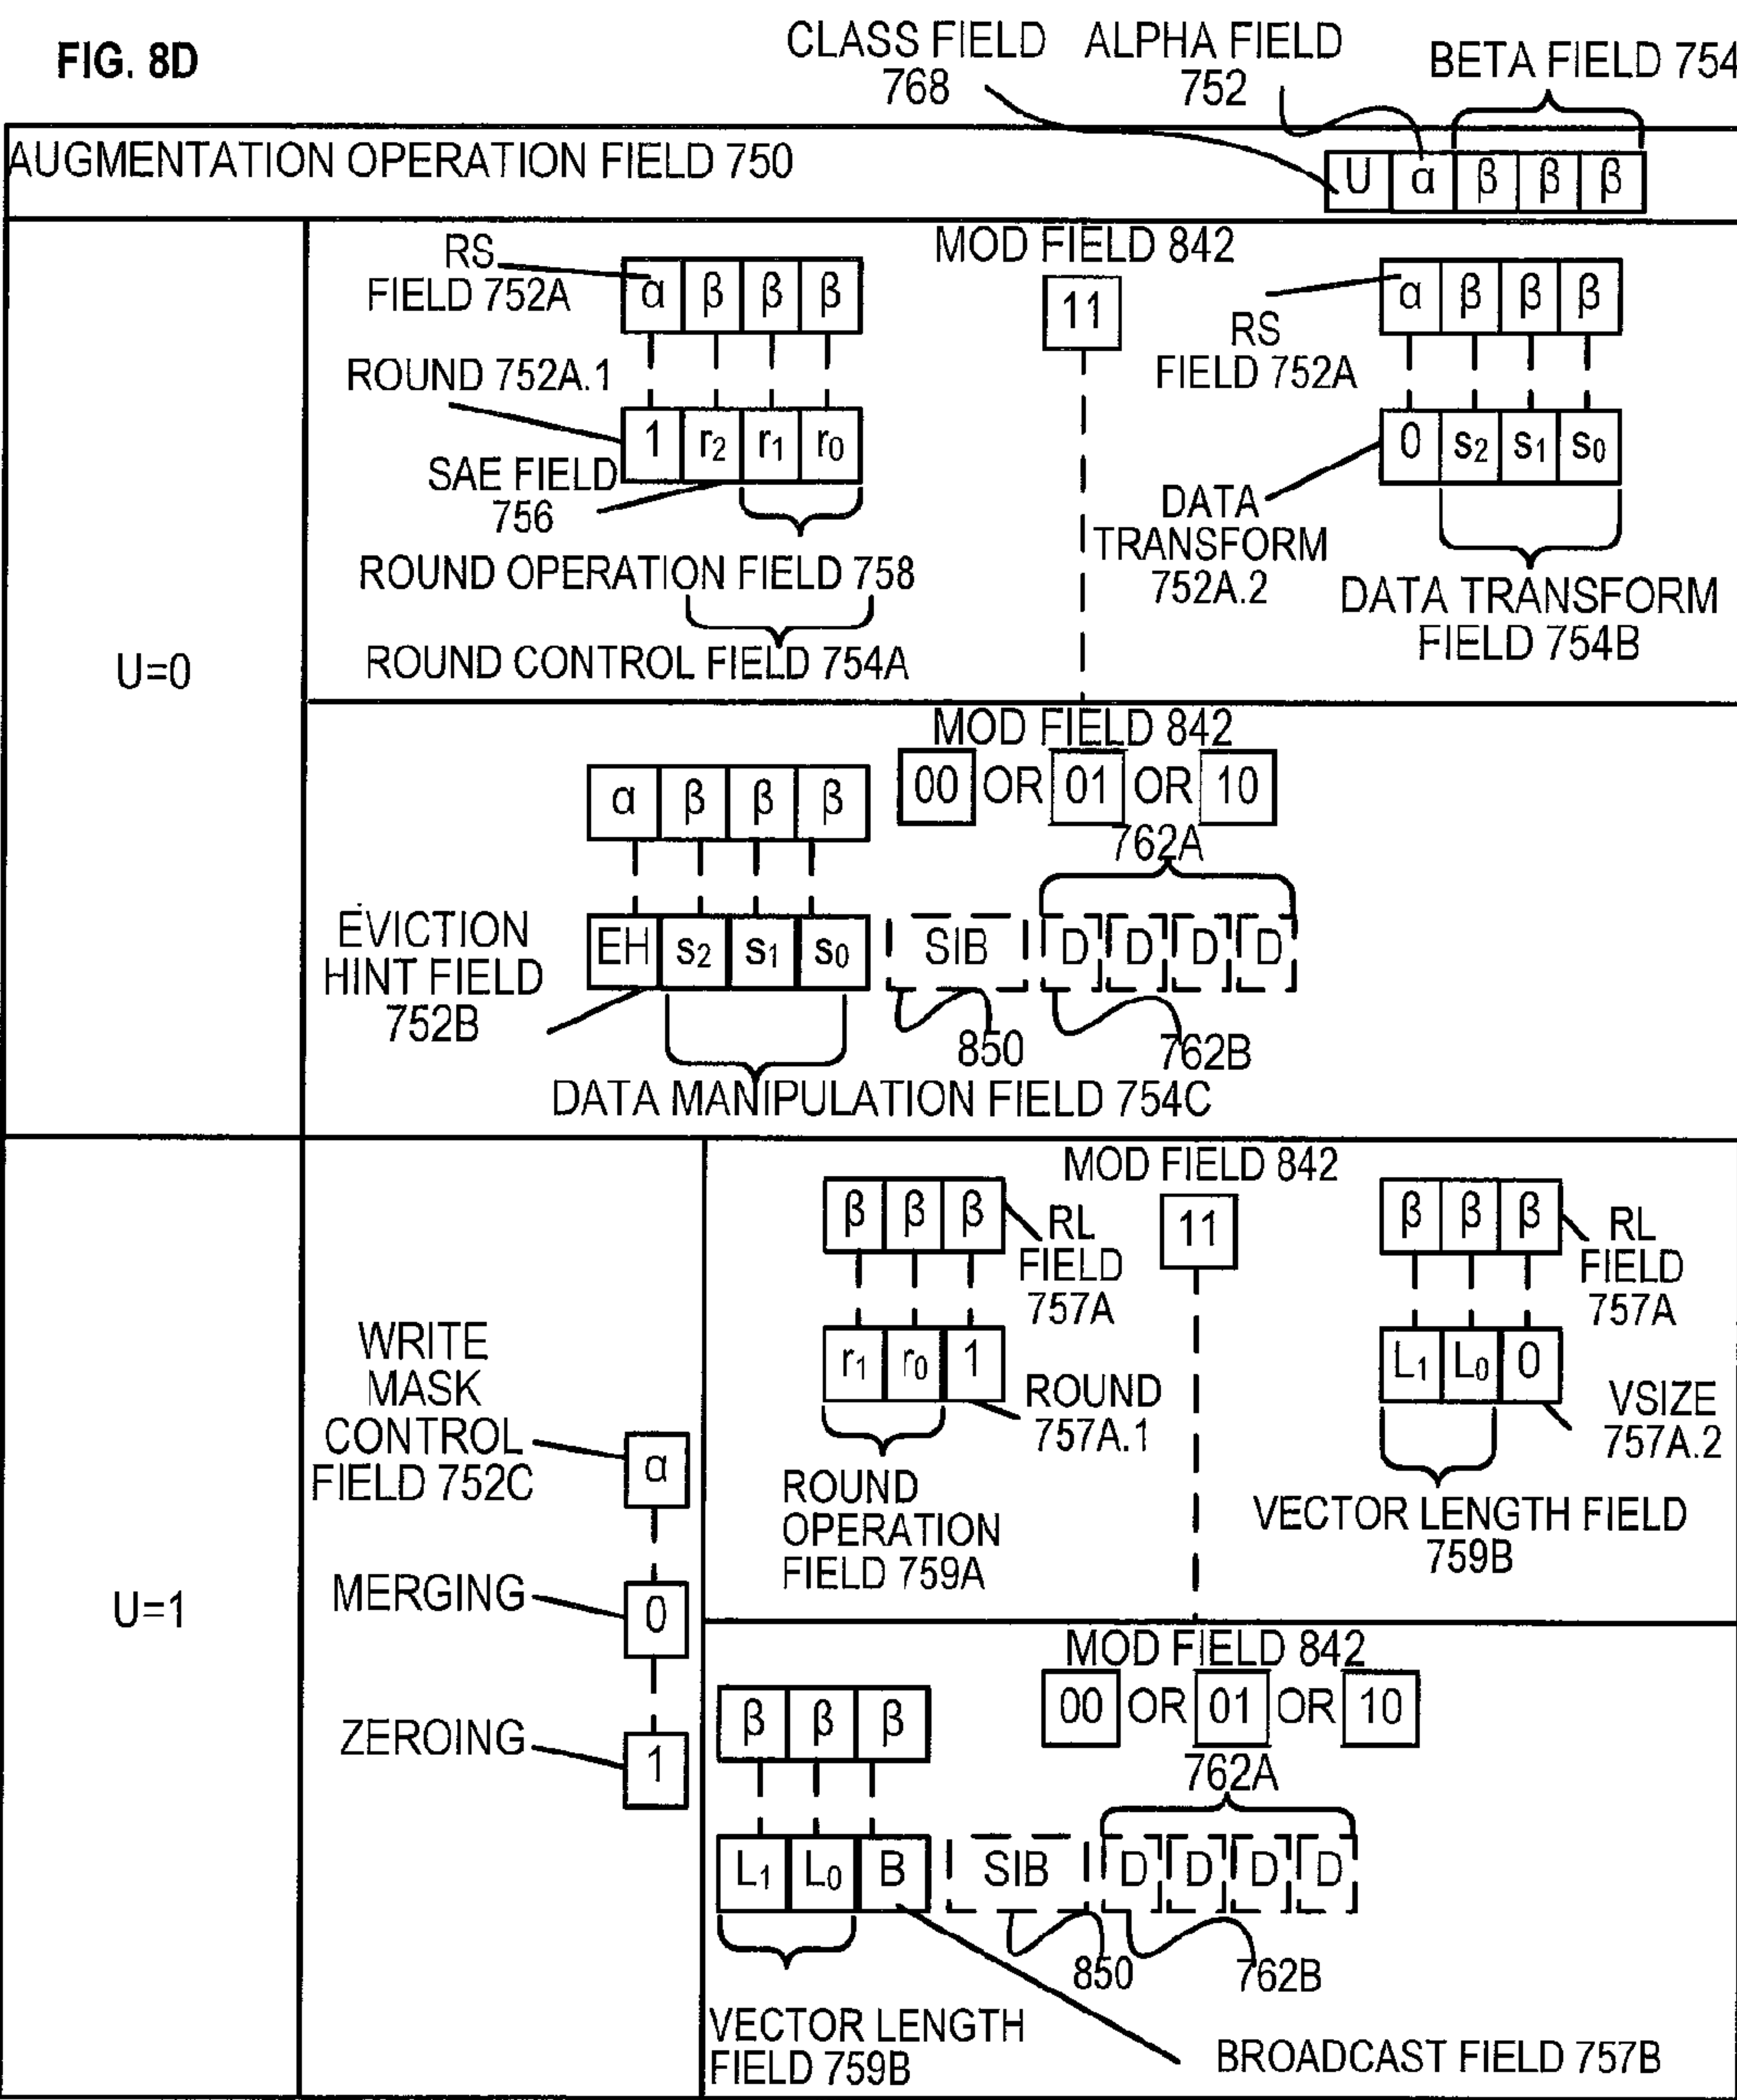 FIG. 8D
CLASS FIELD
768
ALPHA FIELD
752
BETA FIELD 754
AUGMENTATION OPERATION FIELD 750
U α β β β
U=0
MOD FIELD 842
11
RS
FIELD 752A
α β β β
ROUND 752A.1
1 r2 r1 r0
SAE FIELD
756
ROUND OPERATION FIELD 758
ROUND CONTROL FIELD 754A
α β β β
RS
FIELD 752A
0 s2 s1 s0
DATA
TRANSFORM
752A.2
DATA TRANSFORM
FIELD 754B
MOD FIELD 842
00 OR 01 OR 10
α β β β
762A
EVICTION
HINT FIELD
752B
EH s2 s1 s0 SIB D D D D
850
762B
DATA MANIPULATION FIELD 754C
U=1
WRITE
MASK
CONTROL
FIELD 752C
α
MERGING
0
ZEROING
1
MOD FIELD 842
11
β β β
RL
FIELD
757A
r1 r0 1
ROUND
757A.1
ROUND
OPERATION
FIELD 759A
β β β
RL
FIELD
757A
L1 L0 0
VSIZE
757A.2
VECTOR LENGTH FIELD
759B
MOD FIELD 842
00 OR 01 OR 10
β β β
762A
L1 L0 B SIB D D D D
850
762B
VECTOR LENGTH
FIELD 759B
BROADCAST FIELD 757B